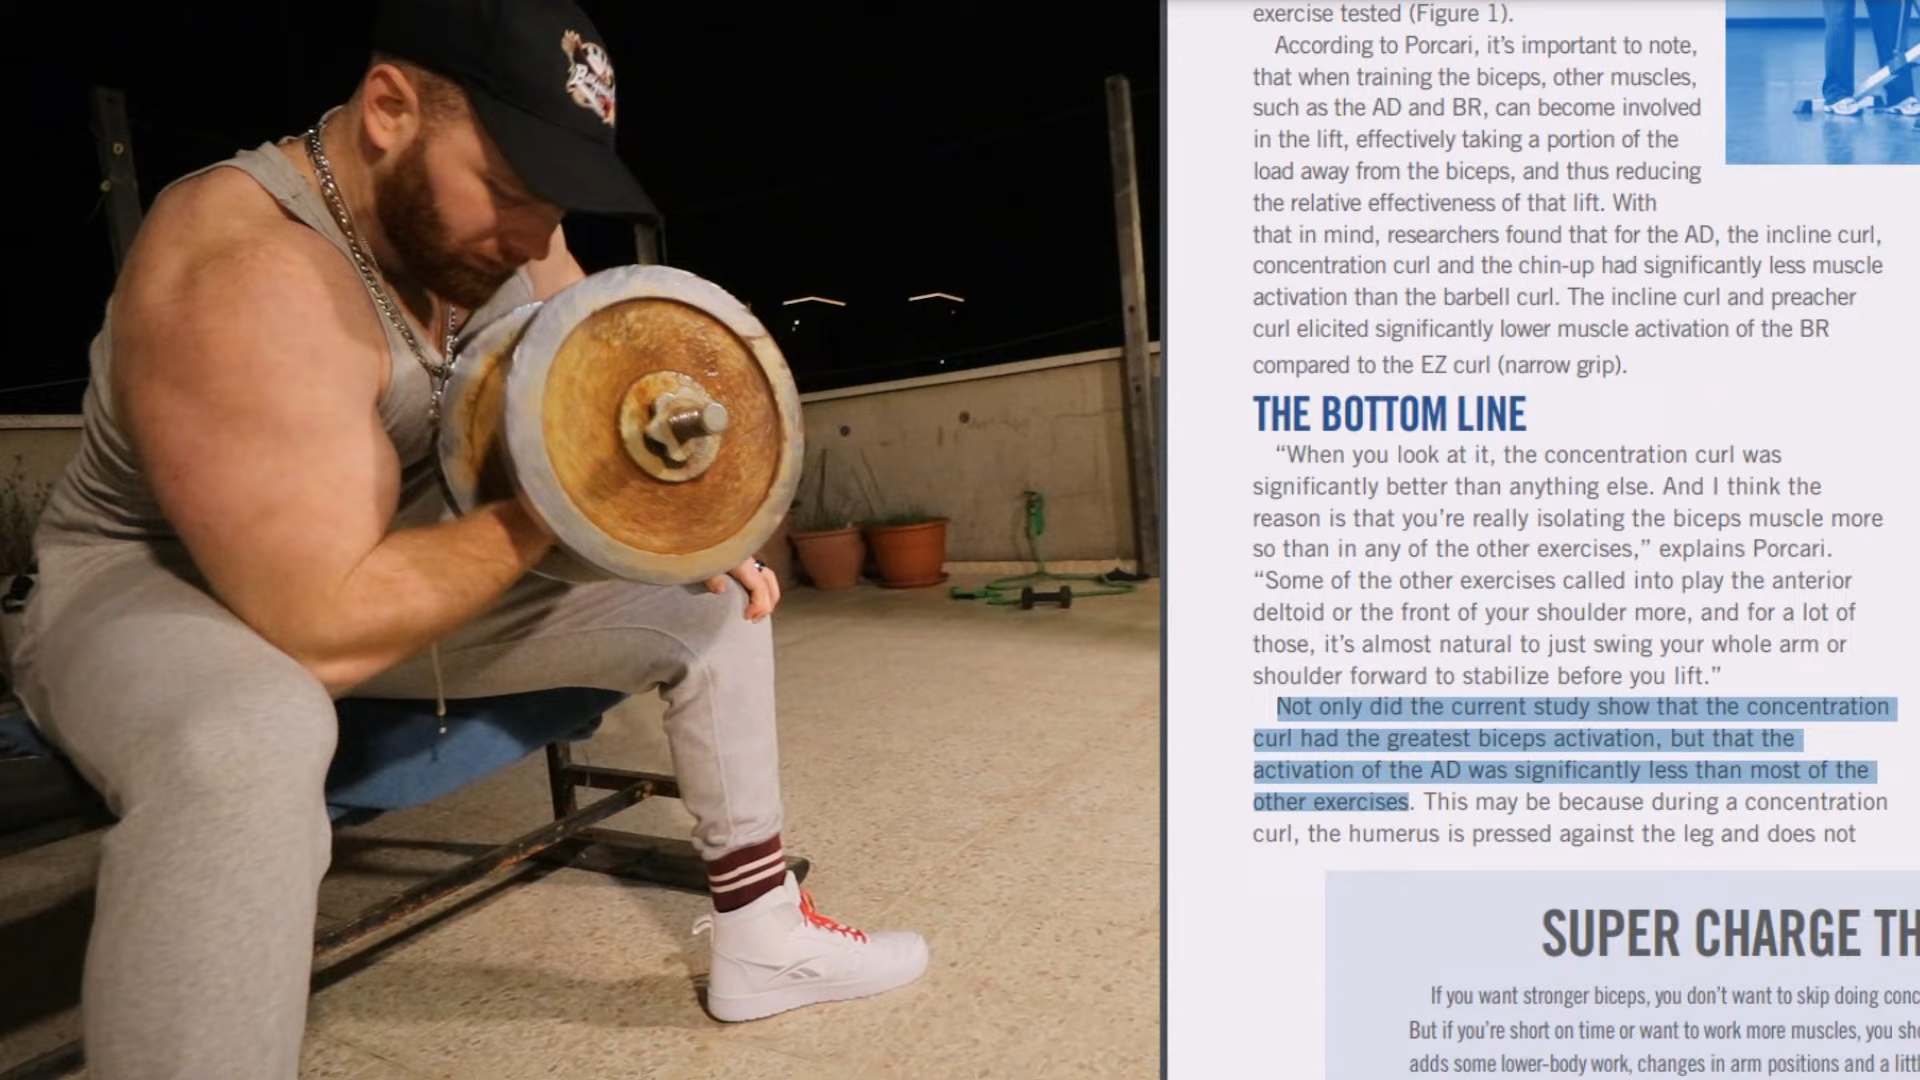 exercise tested (Figure 1).
According to Porcari, it’s important to note,
that when training the biceps, other muscles,
such as the AD and BR, can become involved
in the lift, effectively taking a portion of the
load away from the biceps, and thus reducing
the relative effectiveness of that lift. With
that in mind, researchers found that for the AD, the incline curl,
concentration curl and the chin-up had significantly less muscle
activation than the barbell curl. The incline curl and preacher
curl elicited significantly lower muscle activation of the BR
compared to the EZ curl (narrow grip).
THE BOTTOM LINE
“When you look at it, the concentration curl was
significantly better than anything else. And I think the
reason is that you’re really isolating the biceps muscle more
so than in any of the other exercises,” explains Porcari.
“Some of the other exercises called into play the anterior
deltoid or the front of your shoulder more, and for a lot of
those, it’s almost natural to just swing your whole arm or
shoulder forward to stabilize before you lift.”
Not only did the current study show that the concentration
curl had the greatest biceps activation, but that the
activation of the AD was significantly less than most of the
other exercises. This may be because during a concentration
curl, the humerus is pressed against the leg and does not
SUPER CHARGE TH
If you want stronger biceps, you don’t want to skip doing conc
But if you’re short on time or want to work more muscles, you sho
adds some lower-body work, changes in arm positions and a littl